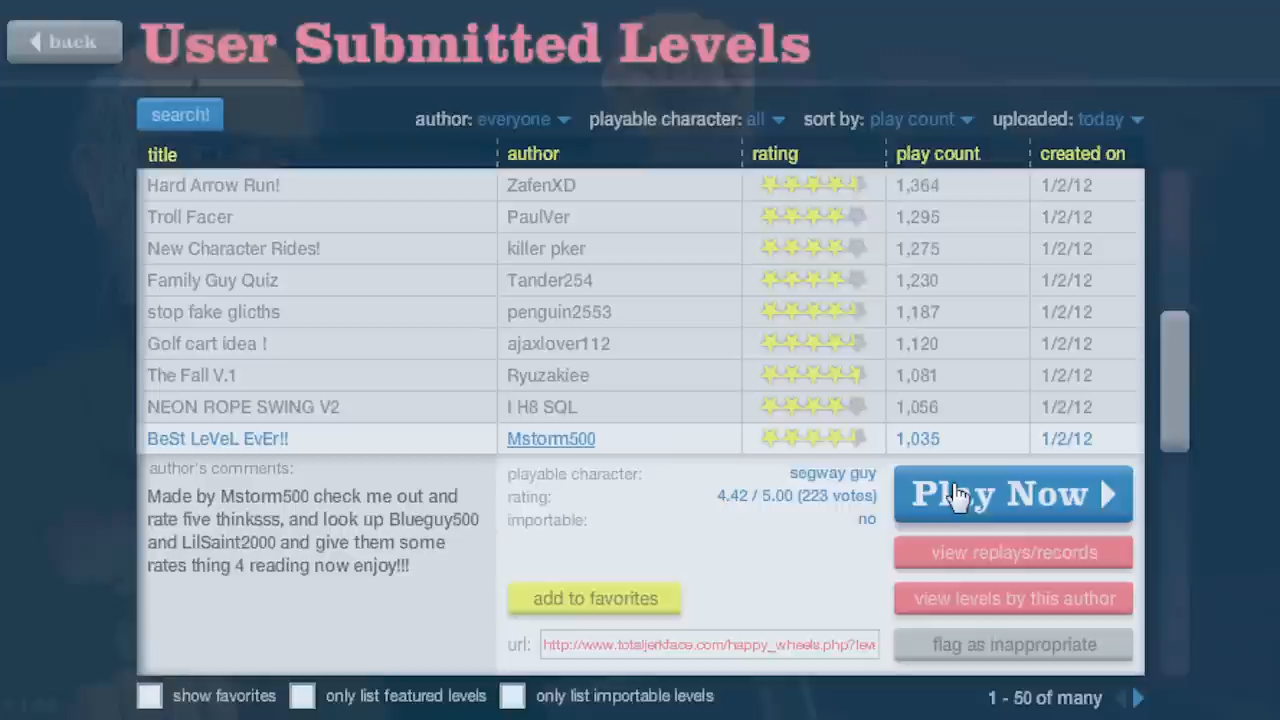 back
User Submitted Levels
search!
author: everyone playable character: all sort by: play count uploaded: today
title author rating play count created on
Hard Arrow Run! ZafenXD 1,364 1/2/12
Troll Facer PaulVer 1,295 1/2/12
New Character Rides! killer pker 1,275 1/2/12
Family Guy Quiz Tander254 1,230 1/2/12
stop fake glicths penguin2553 1,187 1/2/12
Golf cart idea ! ajaxlover112 1,120 1/2/12
The Fall V.1 Ryuzakiee 1,081 1/2/12
NEON ROPE SWING V2 I H8 SQL 1,056 1/2/12
BeSt LeVeL EvEr!! Mstorm500 1,035 1/2/12
author's comments:
Made by Mstorm500 check me out and
rate five thinksss, and look up Blueguy500
and LilSaint2000 and give them some
rates thing 4 reading now enjoy!!!
playable character: segway guy
rating: 4.42 / 5.00 (223 votes)
importable: no
add to favorites
url: http://www.totaljerkface.com/happy_wheels.php?lev
Play Now
view replays/records
view levels by this author
flag as inappropriate
show favorites only list featured levels only list importable levels 1 - 50 of many